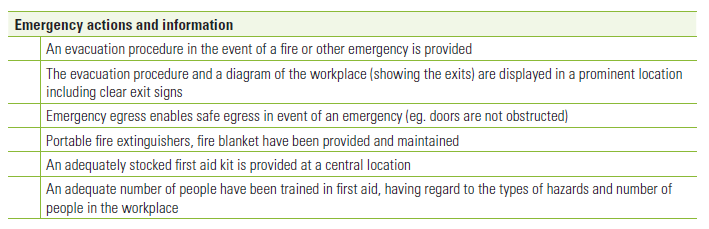 Emergency actions and information
An evacuation procedure in the event of a fire or other emergency is provided
The evacuation procedure and a diagram of the workplace (showing the exits) are displayed in a prominent location
including clear exit signs
Emergency egress enables safe egress in event of an emergency (eg. doors are not obstructed)
Portable fire extinguishers, fire blanket have been provided and maintained
An adequately stocked first aid kit is provided at a central location
An adequate number of people have been trained in first aid, having regard to the types of hazards and number of
people in the workplace